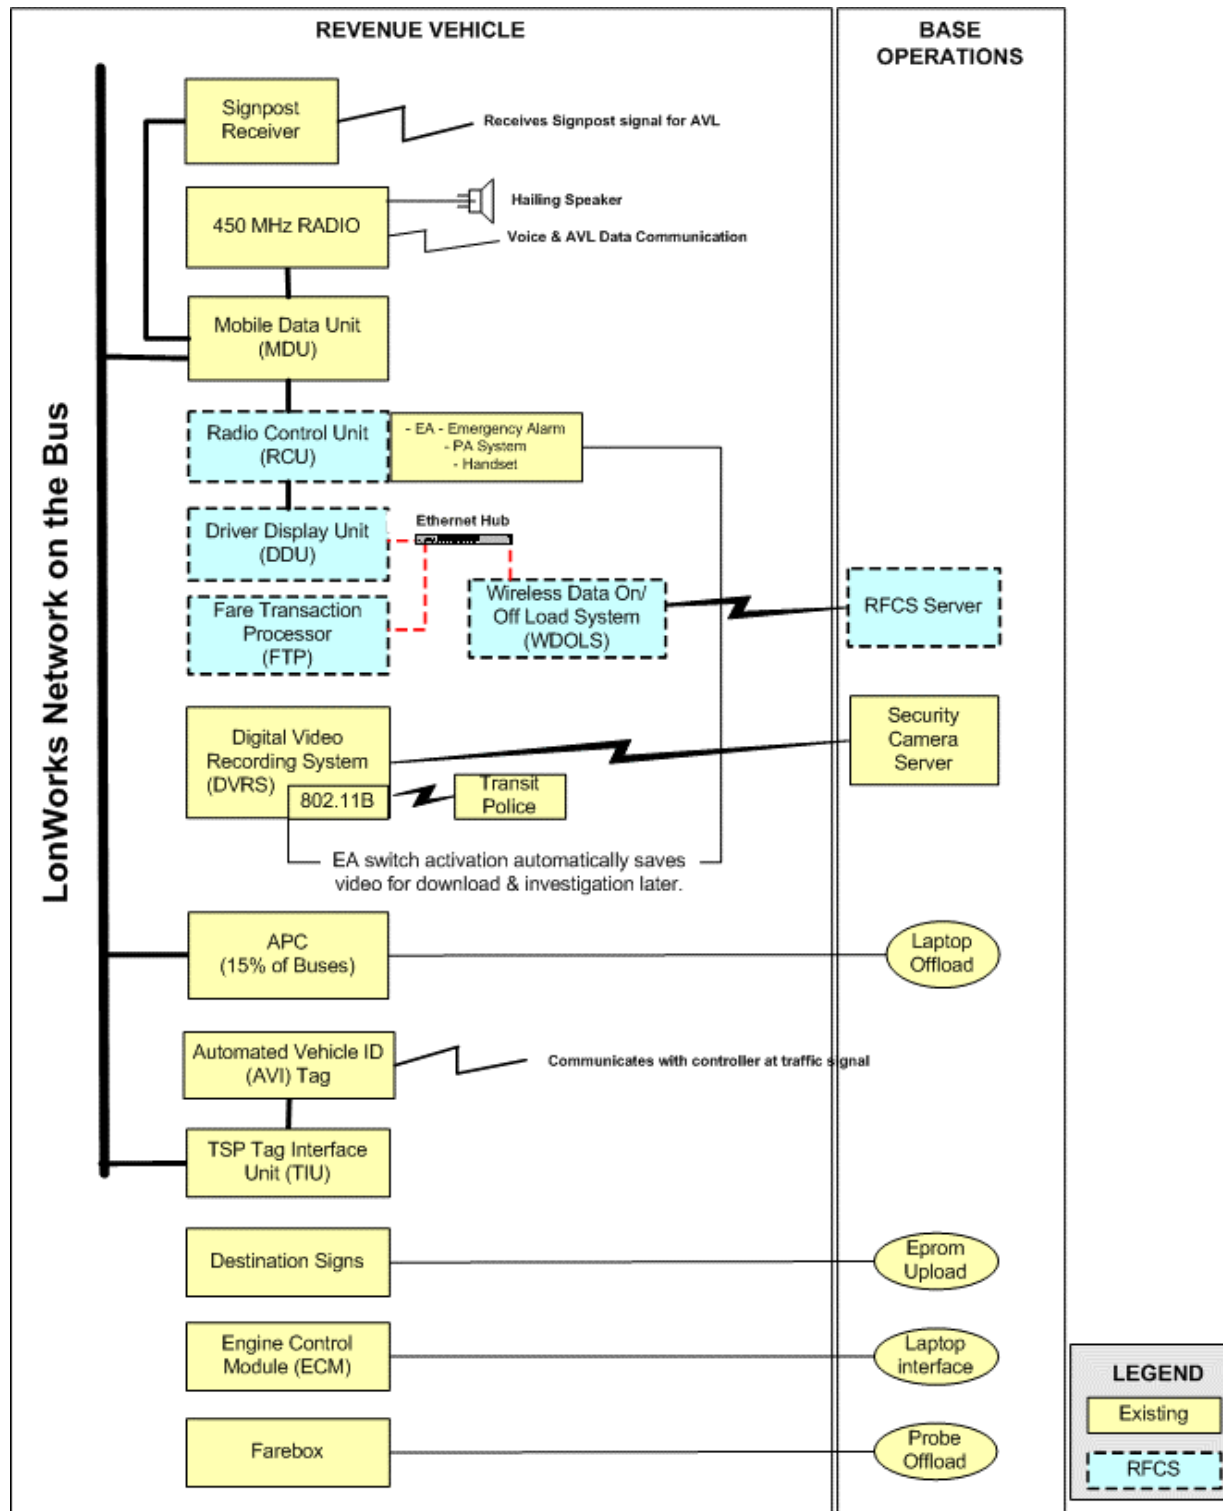 REVENUE VEHICLE
BASE
OPERATIONS
LonWorks Network on the Bus
Signpost
Receiver
Receives Signpost signal for AVL
450 MHz RADIO
Hailing Speaker
Voice & AVL Data Communication
Mobile Data Unit
(MDU)
Radio Control Unit
(RCU)
- EA - Emergency Alarm
- PA System
- Handset
Driver Display Unit
(DDU)
Ethernet Hub
Fare Transaction
Processor
(FTP)
Wireless Data On/
Off Load System
(WDOLS)
RFCS Server
Digital Video
Recording System
(DVRS)
802.11B
Transit
Police
Security
Camera
Server
EA switch activation automatically saves
video for download & investigation later.
APC
(15% of Buses)
Laptop
Offload
Automated Vehicle ID
(AVI) Tag
Communicates with controller at traffic signal
TSP Tag Interface
Unit (TIU)
Destination Signs
Eprom
Upload
Engine Control
Module (ECM)
Laptop
interface
Farebox
Probe
Offload
LEGEND
Existing
RFCS